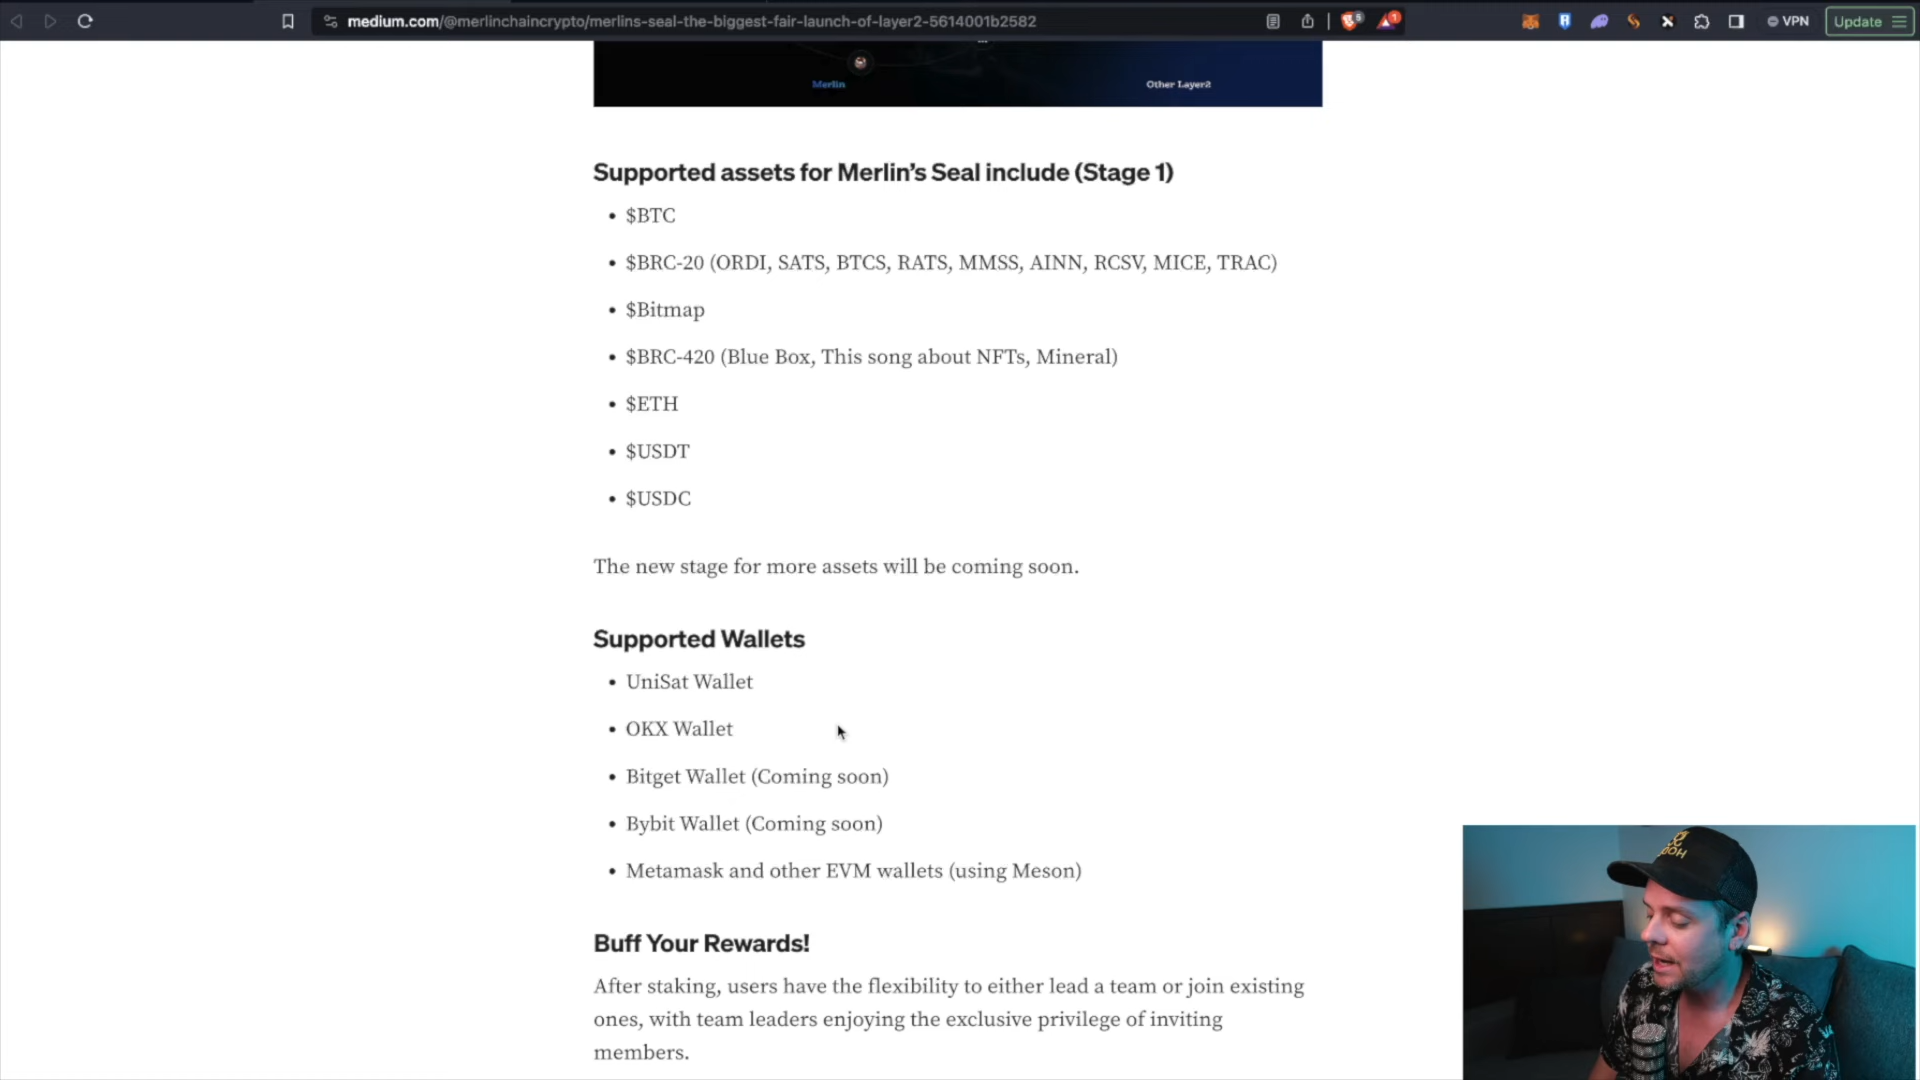 medium.com/@merlinchaincrypto/merlins-seal-the-biggest-fair-launch-of-layer2-5614001b2582
5
1
VPN
Update
Merlin
Other Layer2
Supported assets for Merlin’s Seal include (Stage 1)
• $BTC
• $BRC-20 (ORDI, SATS, BTCS, RATS, MMSS, AINN, RCSV, MICE, TRAC)
• $Bitmap
• $BRC-420 (Blue Box, This song about NFTs, Mineral)
• $ETH
• $USDT
• $USDC
The new stage for more assets will be coming soon.
Supported Wallets
• UniSat Wallet
• OKX Wallet
• Bitget Wallet (Coming soon)
• Bybit Wallet (Coming soon)
• Metamask and other EVM wallets (using Meson)
Buff Your Rewards!
After staking, users have the flexibility to either lead a team or join existing
ones, with team leaders enjoying the exclusive privilege of inviting
members.